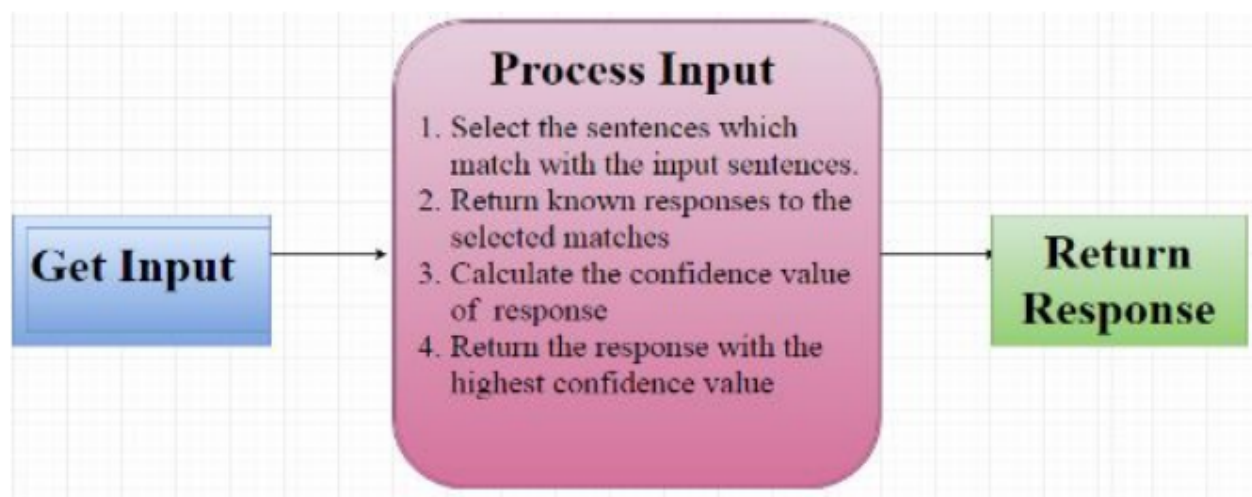 Get Input
Process Input
1. Select the sentences which
match with the input sentences.
2. Return known responses to the
selected matches
3. Calculate the confidence value
of response
4. Return the response with the
highest confidence value
Return
Response